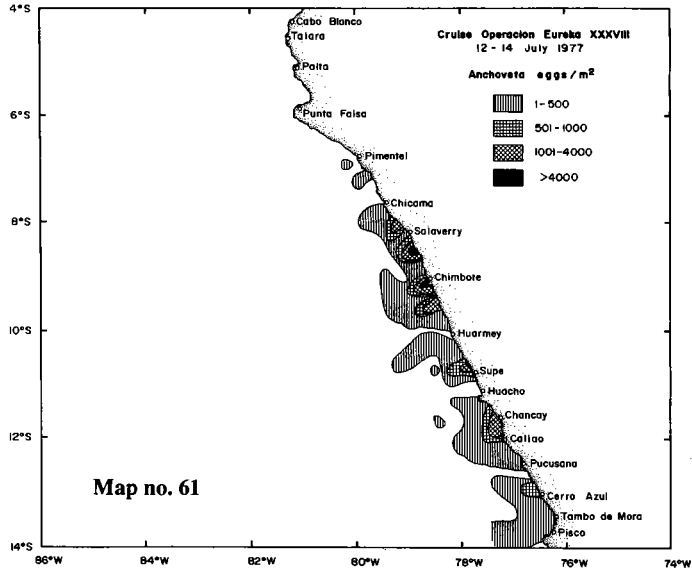 Cruise Operacion Eureka XXXVIII
12-14 July 1977
Anchoveta eggs/m²
1-500
501-1000
1001-4000
>4000
4°S
6°S
8°S
10°S
12°S
14°S
Cabo Blanco
Talara
Paita
Punta Falsa
Pimentel
Chicama
Salaverry
Chimbote
Huarmey
Supe
Huacho
Chancay
Callao
Pucusana
Cerro Azul
Tambo de Mora
Pisco
Map no. 61
86°W
84°W
82°W
80°W
78°W
76°W
74°W